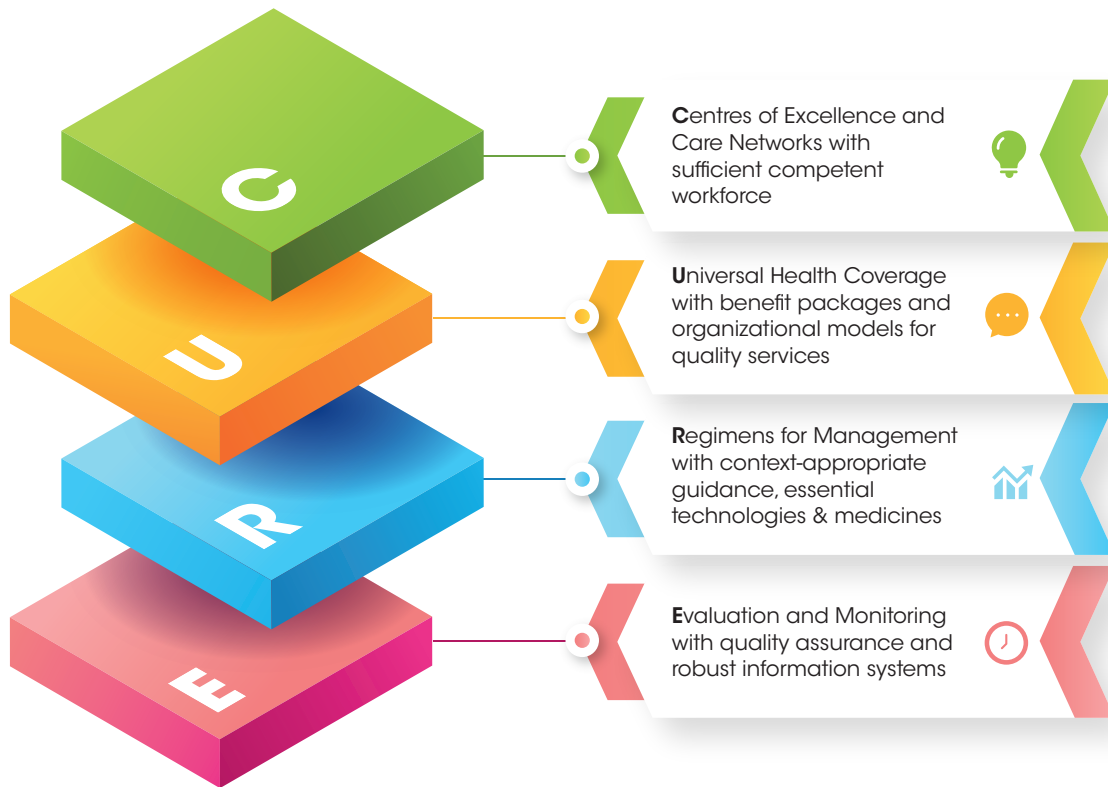 C
Centres of Excellence and
Care Networks with
sufficient competent
workforce
U
Universal Health Coverage
with benefit packages and
organizational models for
quality services
R
Regimens for Management
with context-appropriate
guidance, essential
technologies & medicines
E
Evaluation and Monitoring
with quality assurance and
robust information systems